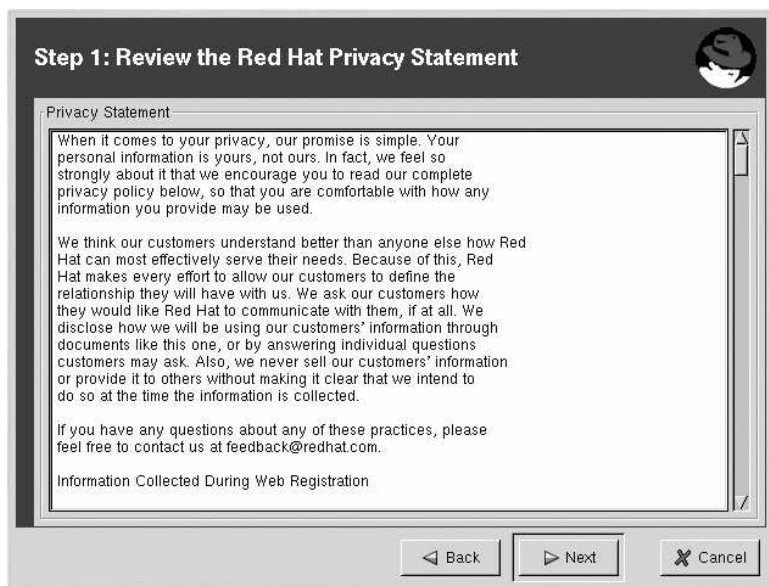 Step 1: Review the Red Hat Privacy Statement
Privacy Statement
When it comes to your privacy, our promise is simple. Your
personal information is yours, not ours. In fact, we feel so
strongly about it that we encourage you to read our complete
privacy policy below, so that you are comfortable with how any
information you provide may be used.
We think our customers understand better than anyone else how Red
Hat can most effectively serve their needs. Because of this, Red
Hat makes every effort to allow our customers to define the
relationship they will have with us. We ask our customers how
they would like Red Hat to communicate with them, if at all. We
disclose how we will be using our customers' information through
documents like this one, or by answering individual questions
customers may ask. Also, we never sell our customers' information
or provide it to others without making it clear that we intend to
do so at the time the information is collected.
If you have any questions about any of these practices, please
feel free to contact us at feedback@redhat.com.
Information Collected During Web Registration
Back
Next
Cancel